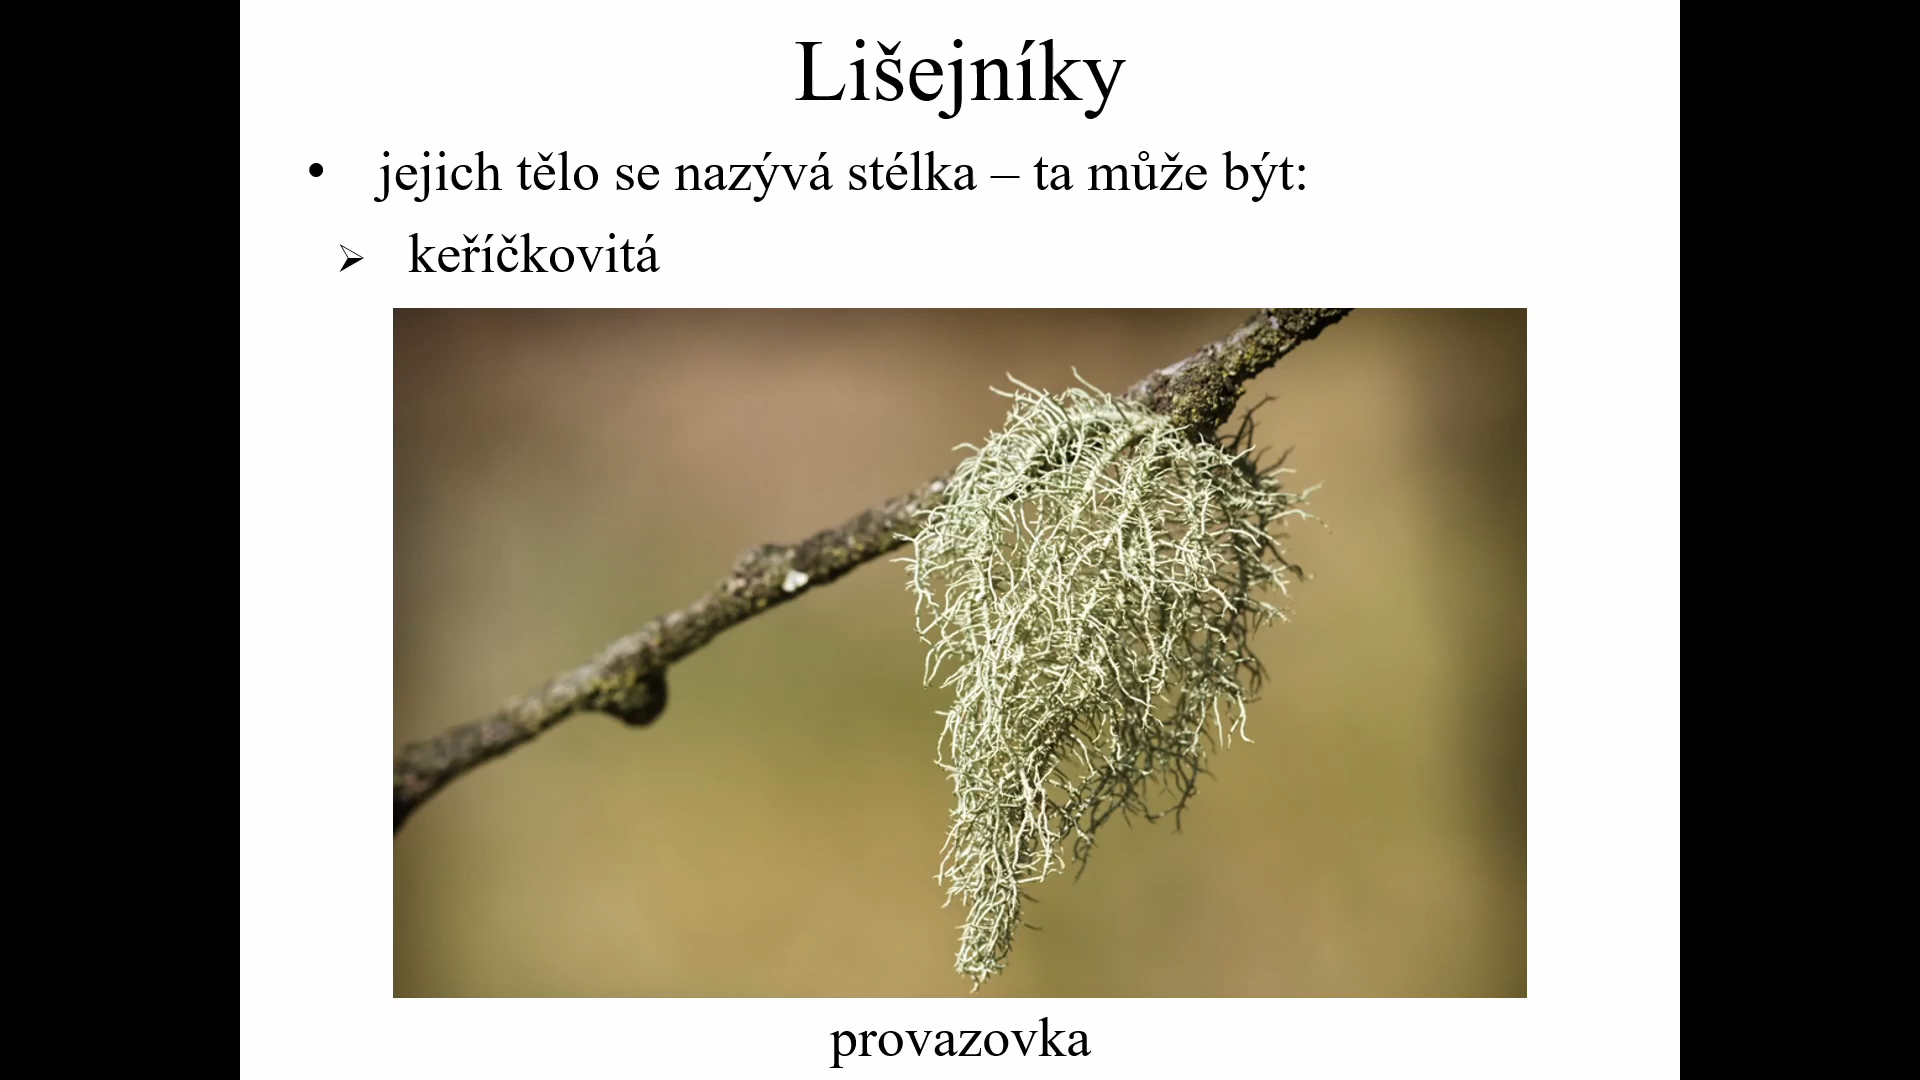 Lišejníky
• jejich tělo se nazývá stélka – ta může být:
➢ keříčkovitá
provazovka